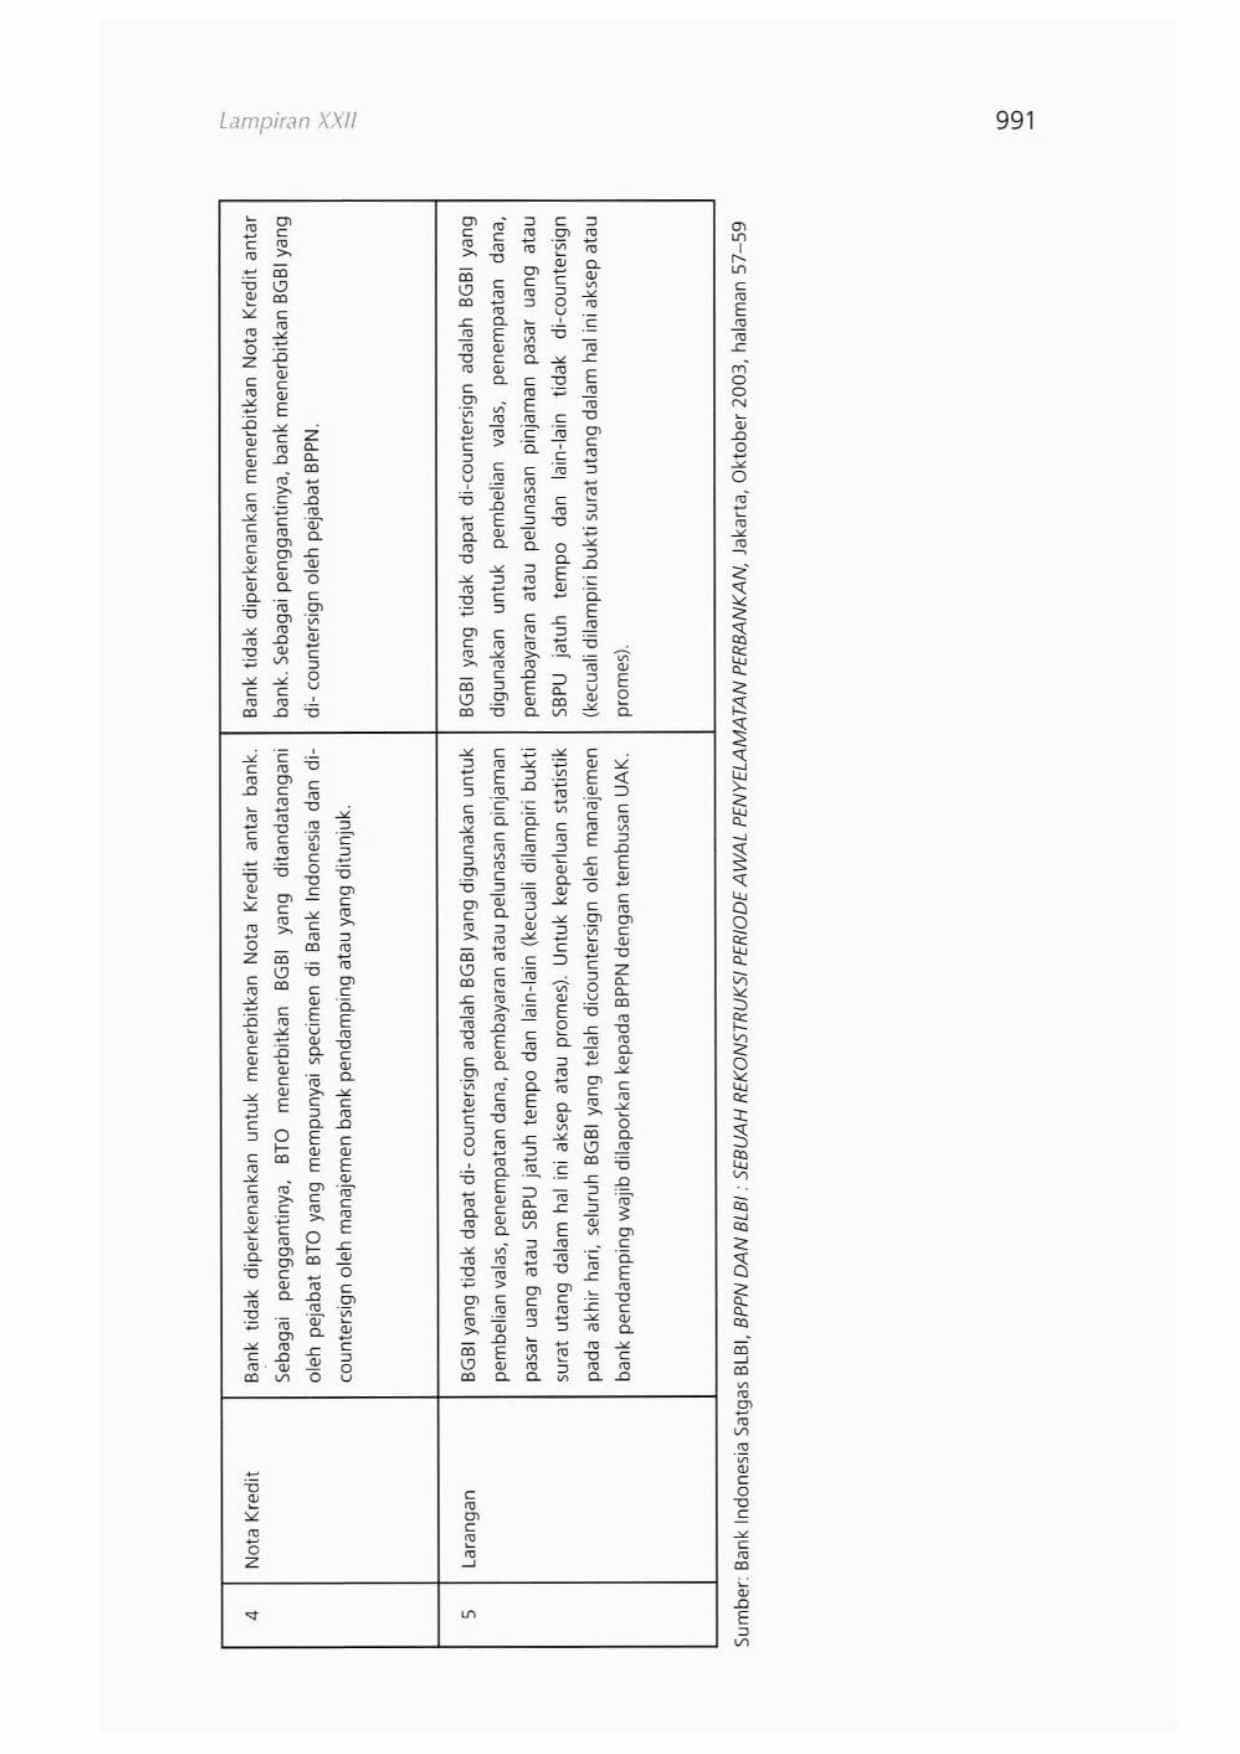 Lampiran XXII
991
4
Nota Kredit
Bank tidak diperkenankan untuk menerbitkan Nota Kredit antar bank.
Sebagai penggantinya, BTO menerbitkan BGBI yang ditandatangani
oleh pejabat BTO yang mempunyai specimen di Bank Indonesia dan di-
countersign oleh manajemen bank pendamping atau yang ditunjuk.
Bank tidak diperkenankan menerbitkan Nota Kredit antar
bank. Sebagai penggantinya, bank menerbitkan BGBI yang
di- countersign oleh pejabat BPPN.
5
Larangan
BGBI yang tidak dapat di- countersign adalah BGBI yang digunakan untuk
pembelian valas, penempatan dana, pembayaran atau pelunasan pinjaman
pasar uang atau SBPU jatuh tempo dan lain-lain (kecuali dilampiri bukti
surat utang dalam hal ini aksep atau promes). Untuk keperluan statistik
pada akhir hari, seluruh BGBI yang telah dicountersign oleh manajemen
bank pendamping wajib dilaporkan kepada BPPN dengan tembusan UAK.
BGBI yang tidak dapat di-countersign adalah BGBI yang
digunakan untuk pembelian valas, penempatan dana,
pembayaran atau pelunasan pinjaman pasar uang atau
SBPU jatuh tempo dan lain-lain tidak di-countersign
(kecuali dilampiri bukti surat utang dalam hal ini aksep atau
promes).
Sumber: Bank Indonesia Satgas BLBI, BPPN DAN BLBI : SEBUAH REKONSTRUKSI PERIODE AWAL PENYELAMATAN PERBANKAN, Jakarta, Oktober 2003, halaman 57–59